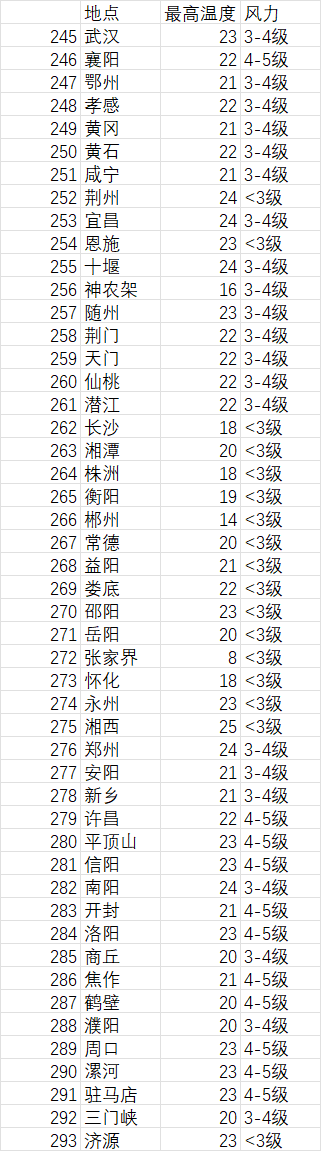 地点 最高温度 风力
245 武汉 23 3-4级
246 襄阳 22 4-5级
247 鄂州 21 3-4级
248 孝感 22 3-4级
249 黄冈 21 3-4级
250 黄石 22 3-4级
251 咸宁 21 3-4级
252 荆州 24 <3级
253 宜昌 24 3-4级
254 恩施 23 <3级
255 十堰 24 3-4级
256 神农架 16 3-4级
257 随州 23 3-4级
258 荆门 22 3-4级
259 天门 22 3-4级
260 仙桃 22 3-4级
261 潜江 22 3-4级
262 长沙 18 <3级
263 湘潭 20 <3级
264 株洲 18 <3级
265 衡阳 19 <3级
266 郴州 14 <3级
267 常德 20 <3级
268 益阳 21 <3级
269 娄底 22 <3级
270 邵阳 23 <3级
271 岳阳 20 <3级
272 张家界 8 <3级
273 怀化 18 <3级
274 永州 23 <3级
275 湘西 25 <3级
276 郑州 24 3-4级
277 安阳 21 3-4级
278 新乡 21 3-4级
279 许昌 22 4-5级
280 平顶山 23 4-5级
281 信阳 23 4-5级
282 南阳 24 3-4级
283 开封 21 4-5级
284 洛阳 23 4-5级
285 商丘 20 3-4级
286 焦作 21 4-5级
287 鹤壁 20 4-5级
288 濮阳 20 3-4级
289 周口 23 4-5级
290 漯河 23 4-5级
291 驻马店 23 4-5级
292 三门峡 20 3-4级
293 济源 23 <3级